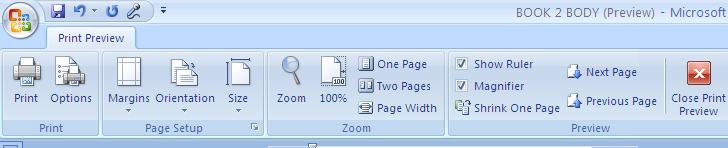 BOOK 2 BODY (Preview) - Microsoft
Print Preview
Print
Options
Margins
Orientation
Size
Zoom
100
100%
One Page
Two Pages
Page Width
Show Ruler
Magnifier
Shrink One Page
Next Page
Previous Page
Close Print
Preview
Print
Page Setup
Zoom
Preview